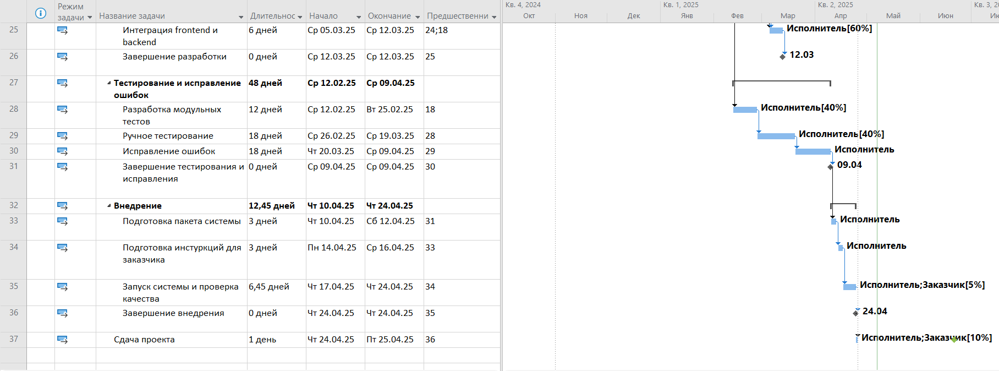 Режим задачи Название задачи Длительнос Начало Окончание Предшественни
Кв. 4, 2024 Кв. 1, 2025 Кв. 2, 2025 Кв. 3, 20
Окт Ноя Дек Янв Фев Мар Апр Май Июн Ию
25 Интеграция frontend и backend 6 дней Ср 05.03.25 Ср 12.03.25 24;18 Исполнитель[60%]
26 Завершение разработки 0 дней Ср 12.03.25 Ср 12.03.25 25 12.03
27 Тестирование и исправление ошибок 48 дней Ср 12.02.25 Ср 09.04.25
28 Разработка модульных тестов 12 дней Ср 12.02.25 Вт 25.02.25 18 Исполнитель[40%]
29 Ручное тестирование 18 дней Ср 26.02.25 Ср 19.03.25 28 Исполнитель[40%]
30 Исправление ошибок 18 дней Чт 20.03.25 Ср 09.04.25 29 Исполнитель
31 Завершение тестирования и исправления 0 дней Ср 09.04.25 Ср 09.04.25 30 09.04
32 Внедрение 12,45 дней Чт 10.04.25 Чт 24.04.25
33 Подготовка пакета системы 3 дней Чт 10.04.25 Сб 12.04.25 31 Исполнитель
34 Подготовка инстуркций для заказчика 3 дней Пн 14.04.25 Ср 16.04.25 33 Исполнитель
35 Запуск системы и проверка качества 6,45 дней Чт 17.04.25 Чт 24.04.25 34 Исполнитель;Заказчик[5%]
36 Завершение внедрения 0 дней Чт 24.04.25 Чт 24.04.25 35 24.04
37 Сдача проекта 1 день Чт 24.04.25 Пт 25.04.25 36 Исполнитель;Заказчик[10%]